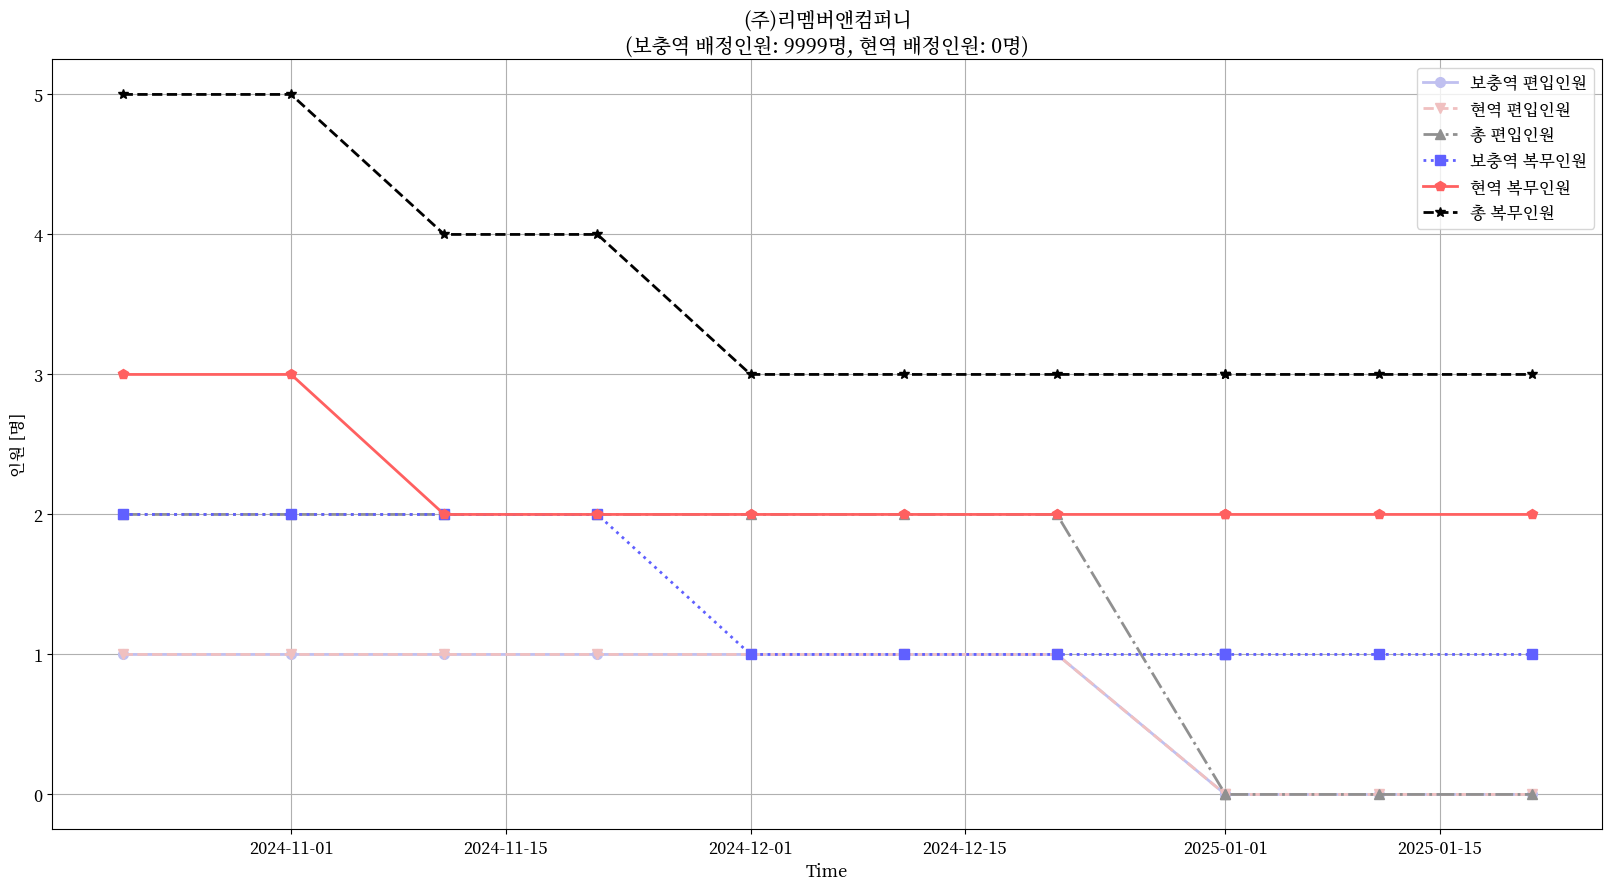 (주)리멤버앤컴퍼니
(보충역 배정인원: 9999명, 현역 배정인원: 0명)
보충역 편입인원
현역 편입인원
총 편입인원
보충역 복무인원
현역 복무인원
총 복무인원
인원 [명]
5
4
3
2
1
0
2024-11-01
2024-11-15
2024-12-01
2024-12-15
2025-01-01
2025-01-15
Time